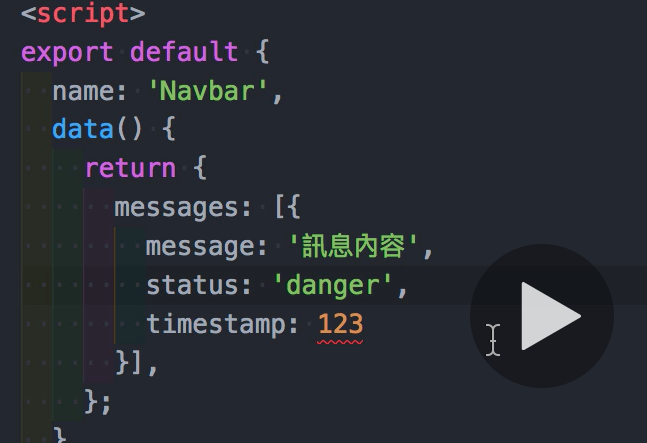 <script>
export default {
  name: 'Navbar',
  data() {
    return {
      messages: [{
        message: '訊息內容',
        status: 'danger',
        timestamp: 123
      }],
    };
  }